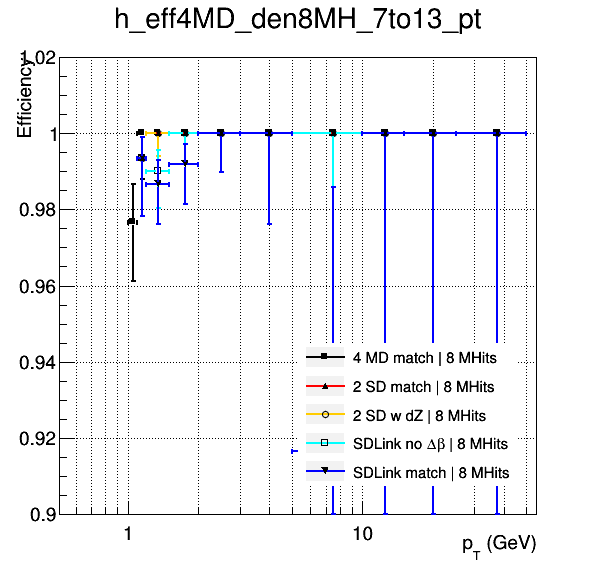 h_eff4MD_den8MH_7to13_pt
Efficiency
1.02
1
0.98
0.96
0.94
0.92
0.9
4 MD match | 8 MHits
2 SD match | 8 MHits
2 SD w dZ | 8 MHits
SDLink no Δβ | 8 MHits
SDLink match | 8 MHits
1
10
p_T (GeV)